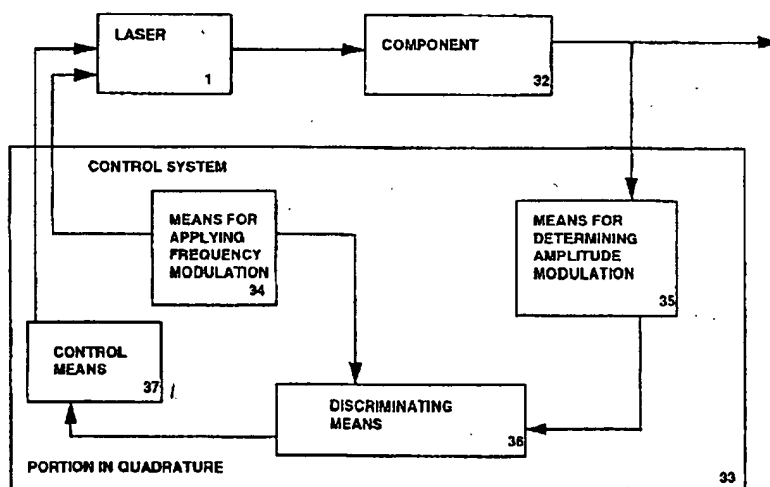 LASER
1
COMPONENT
32
CONTROL SYSTEM
MEANS FOR
APPLYING
FREQUENCY
MODULATION
34
MEANS FOR
DETERMINING
AMPLITUDE
MODULATION
35
CONTROL
MEANS
37
DISCRIMINATING
MEANS
36
PORTION IN QUADRATURE
33